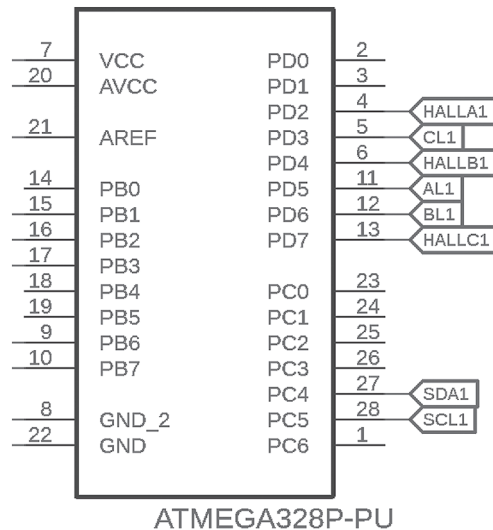 7 VCC PD0 2
20 AVCC PD1 3
PD2 4 HALLA1
21 AREF PD3 5 CL1
PD4 6 HALLB1
14 PB0 PD5 11 AL1
15 PB1 PD6 12 BL1
16 PB2 PD7 13 HALLC1
17 PB3
18 PB4 PC0 23
19 PB5 PC1 24
9 PB6 PC2 25
10 PB7 PC3 26
PC4 27 SDA1
8 GND_2 PC5 28 SCL1
22 GND PC6 1
ATMEGA328P-PU